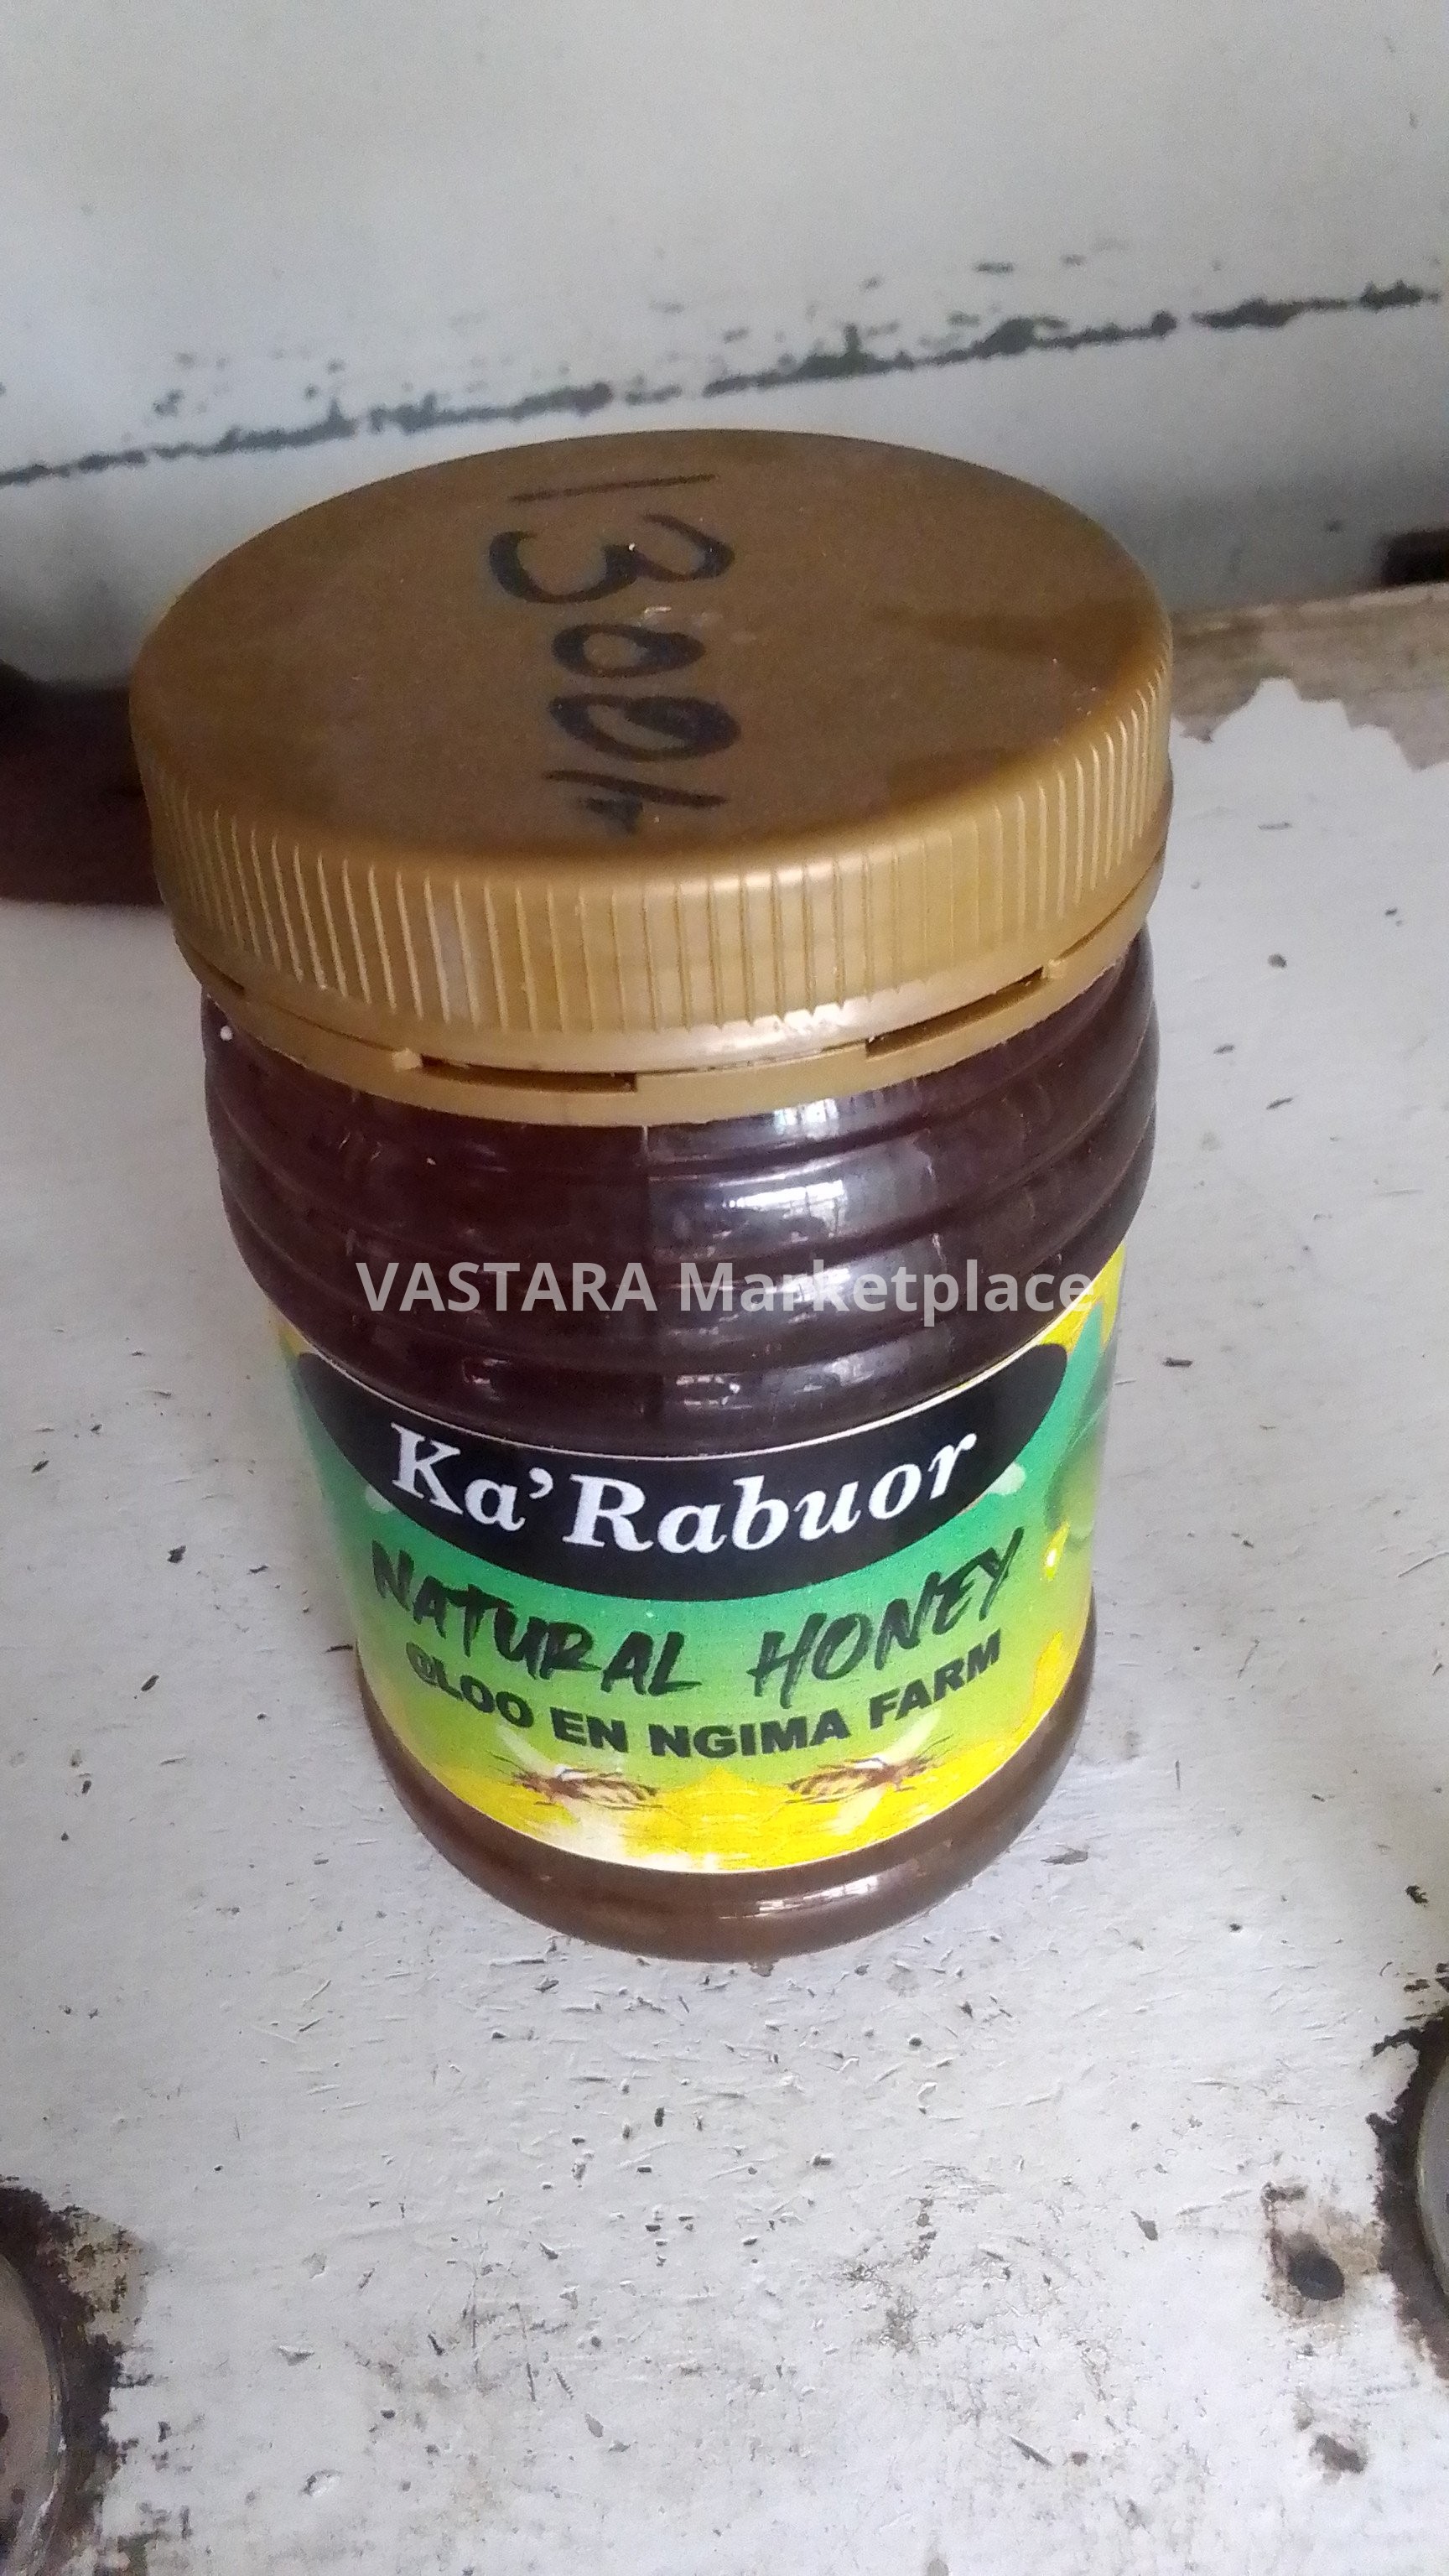 1300/=
VASTARA Marketplace
Ka'Rabuor
NATURAL HONEY
@LOO EN NGIMA FARM